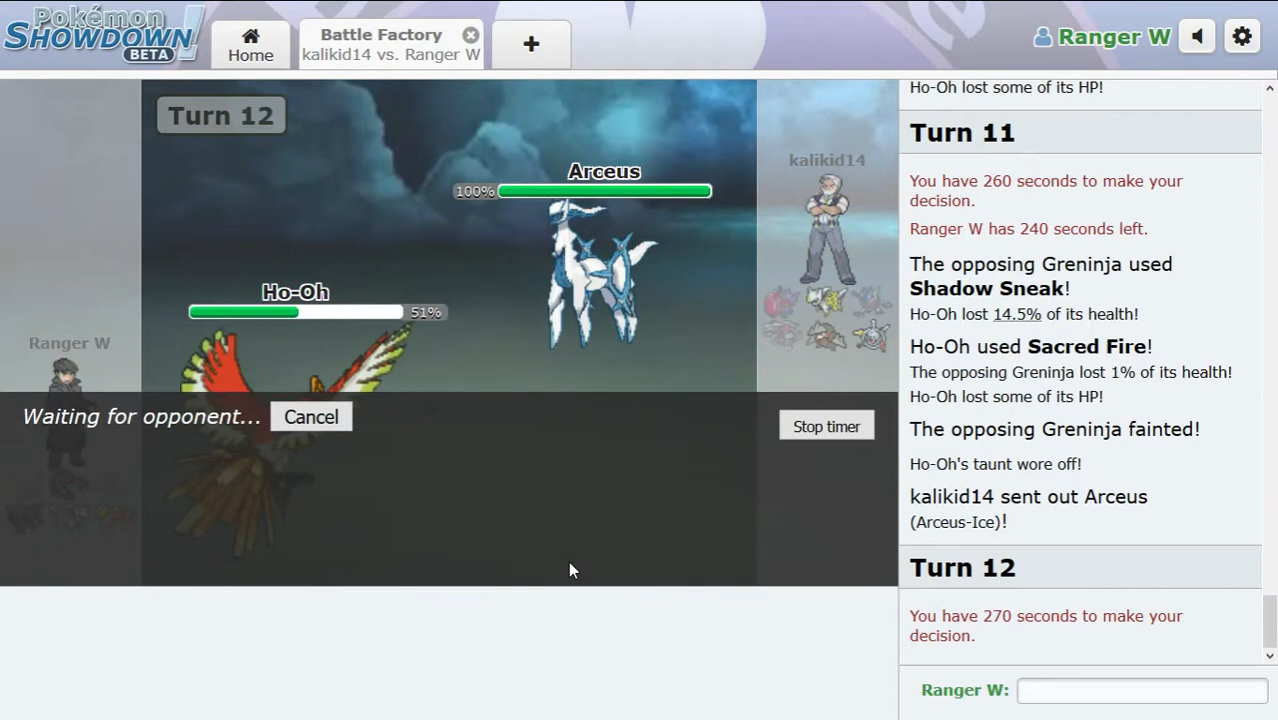 Pokémon
SHOWDOWN!
BETA
Home
Battle Factory
kalikid14 vs. Ranger W
+
Ranger W
Turn 12
Arceus
100%
kalikid14
Ho-Oh
51%
Ranger W
Waiting for opponent...
Cancel
Stop timer
Ho-Oh lost some of its HP!
Turn 11
You have 260 seconds to make your
decision.
Ranger W has 240 seconds left.
The opposing Greninja used
Shadow Sneak!
Ho-Oh lost 14.5% of its health!
Ho-Oh used Sacred Fire!
The opposing Greninja lost 1% of its health!
Ho-Oh lost some of its HP!
The opposing Greninja fainted!
Ho-Oh's taunt wore off!
kalikid14 sent out Arceus
(Arceus-Ice)!
Turn 12
You have 270 seconds to make your
decision.
Ranger W: